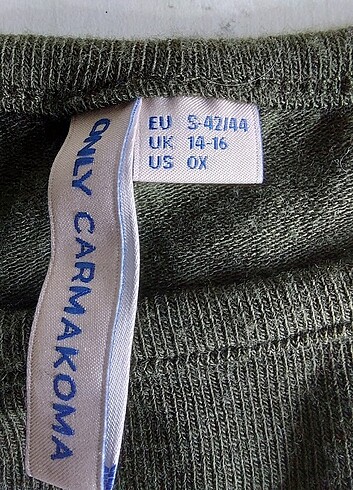 ONLY CARMAKOMA
EU S-42/44
UK 14-16
US 0X